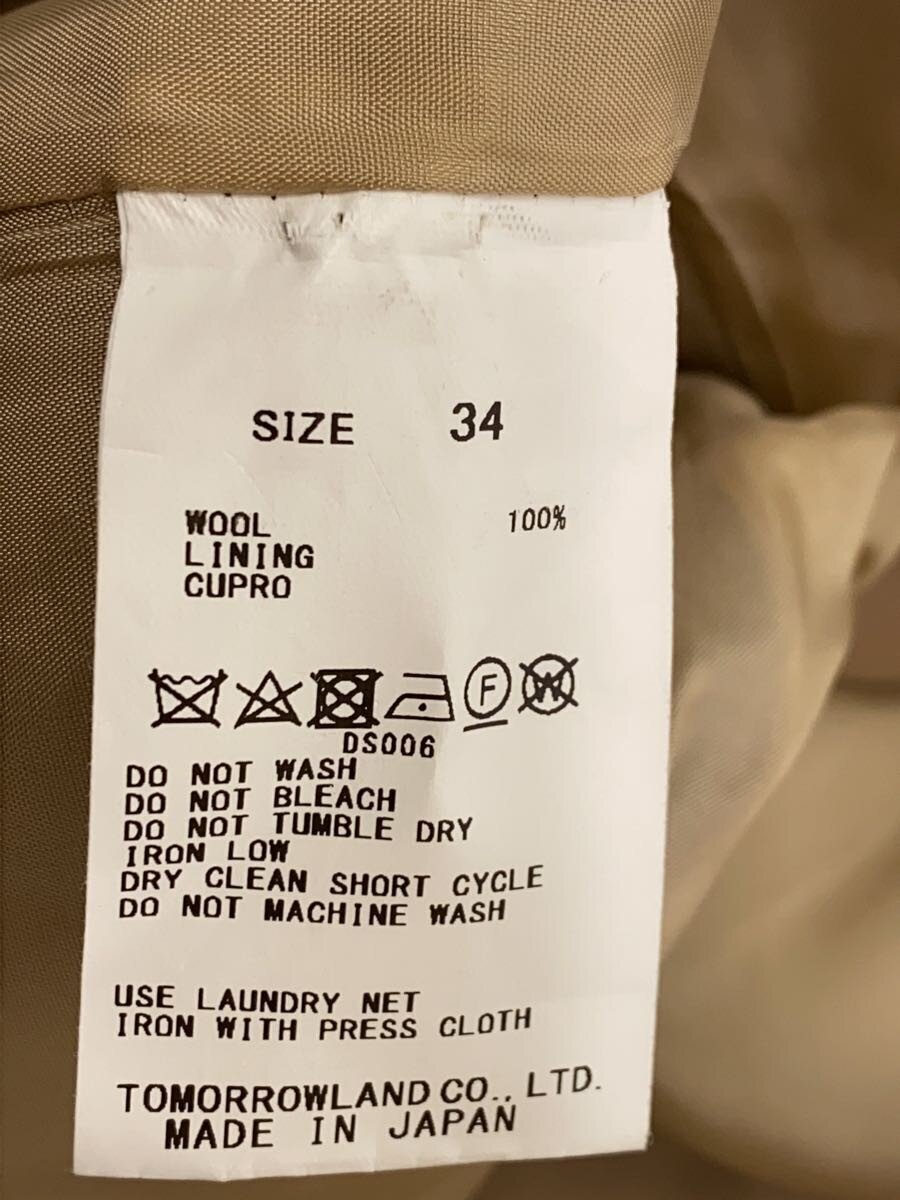 SIZE 34
WOOL 100%
LINING
CUPRO
F W
DS006
DO NOT WASH
DO NOT BLEACH
DO NOT TUMBLE DRY
IRON LOW
DRY CLEAN SHORT CYCLE
DO NOT MACHINE WASH
USE LAUNDRY NET
IRON WITH PRESS CLOTH
TOMORROWLAND CO., LTD.
MADE IN JAPAN